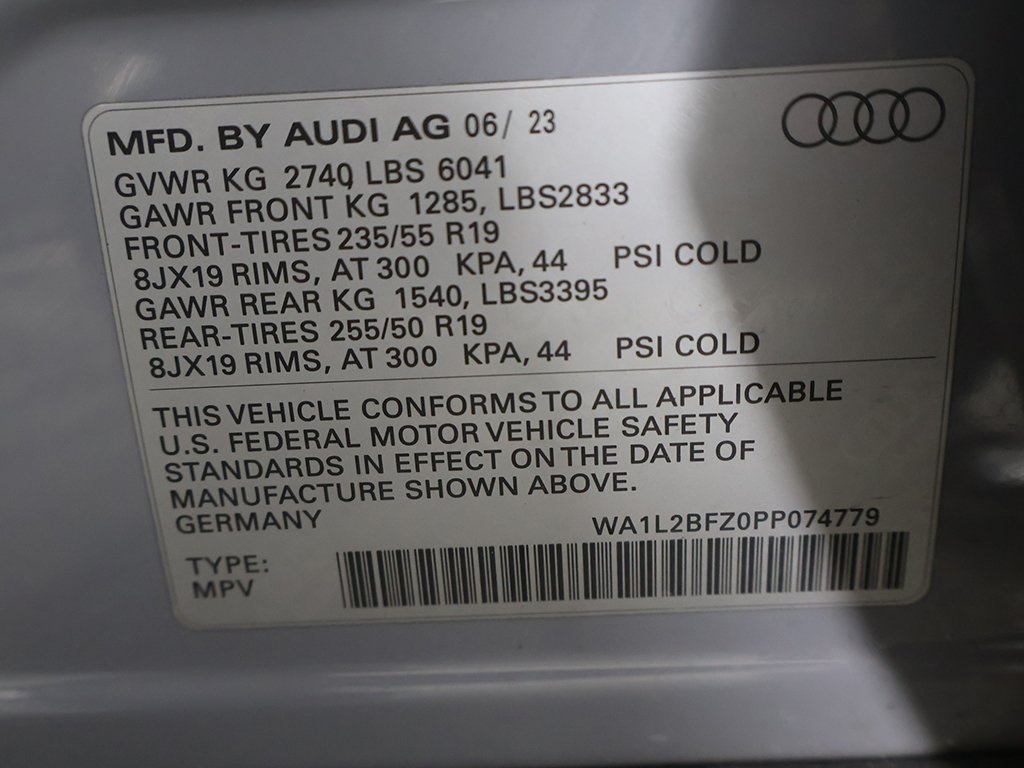 MFD. BY AUDI AG 06/ 23
GVWR KG 2740 LBS 6041
GAWR FRONT KG 1285, LBS2833
FRONT-TIRES 235/55 R19
8JX19 RIMS, AT 300 KPA, 44 PSI COLD
GAWR REAR KG 1540, LBS3395
REAR-TIRES 255/50 R19
8JX19 RIMS, AT 300 KPA, 44 PSI COLD
THIS VEHICLE CONFORMS TO ALL APPLICABLE
U.S. FEDERAL MOTOR VEHICLE SAFETY
STANDARDS IN EFFECT ON THE DATE OF
MANUFACTURE SHOWN ABOVE.
GERMANY WA1L2BFZ0PP074779
TYPE:
MPV